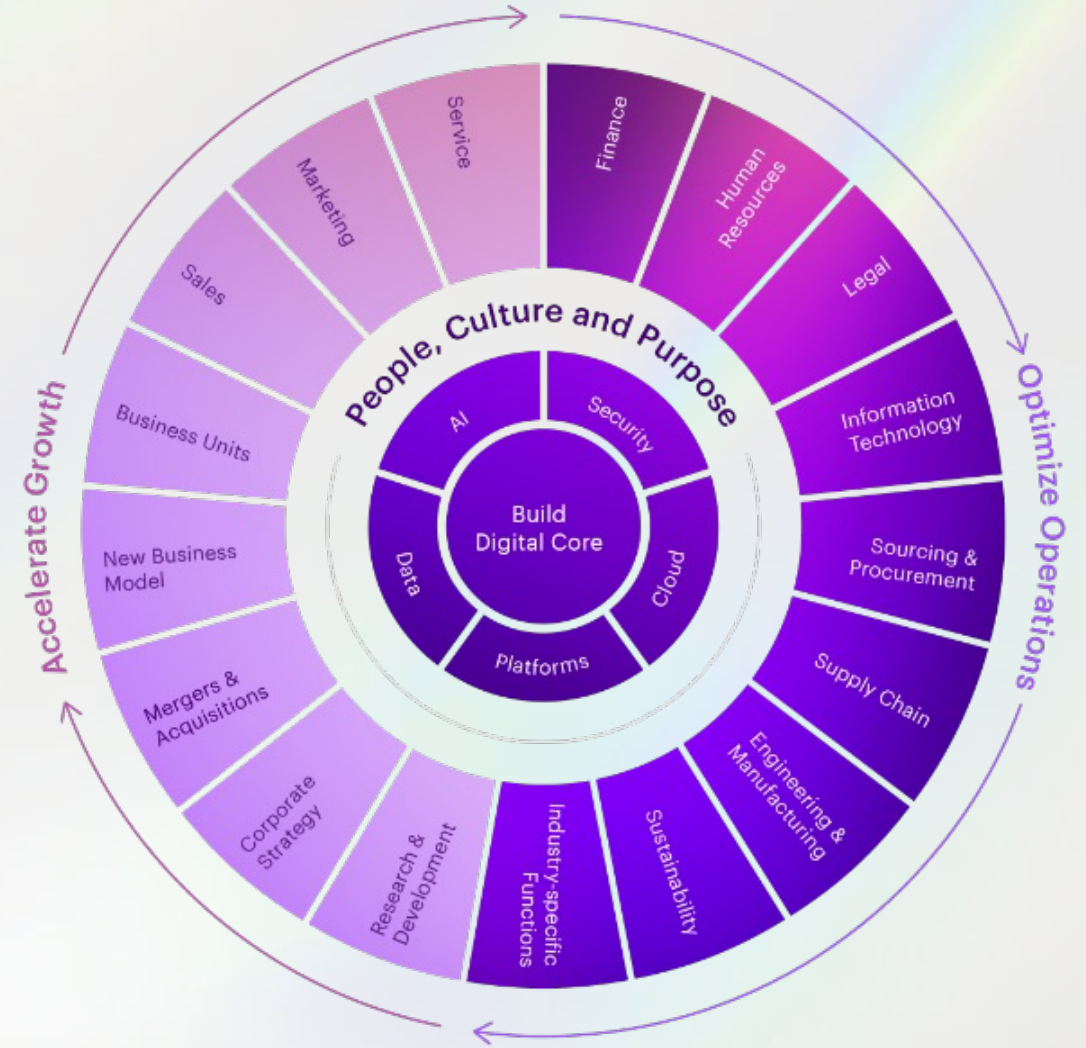 Service
Finance
Human
Resources
Legal
Information
Technology
Sourcing &
Procurement
Supply Chain
Engineering &
Manufacturing
Sustainability
Industry-specific
Functions
Research &
Development
Corporate
Strategy
Mergers &
Acquisitions
New Business
Model
Business Units
Sales
Marketing
Accelerate Growth
Optimize Operations
People, Culture and Purpose
AI
Security
Cloud
Platforms
Data
Build
Digital Core